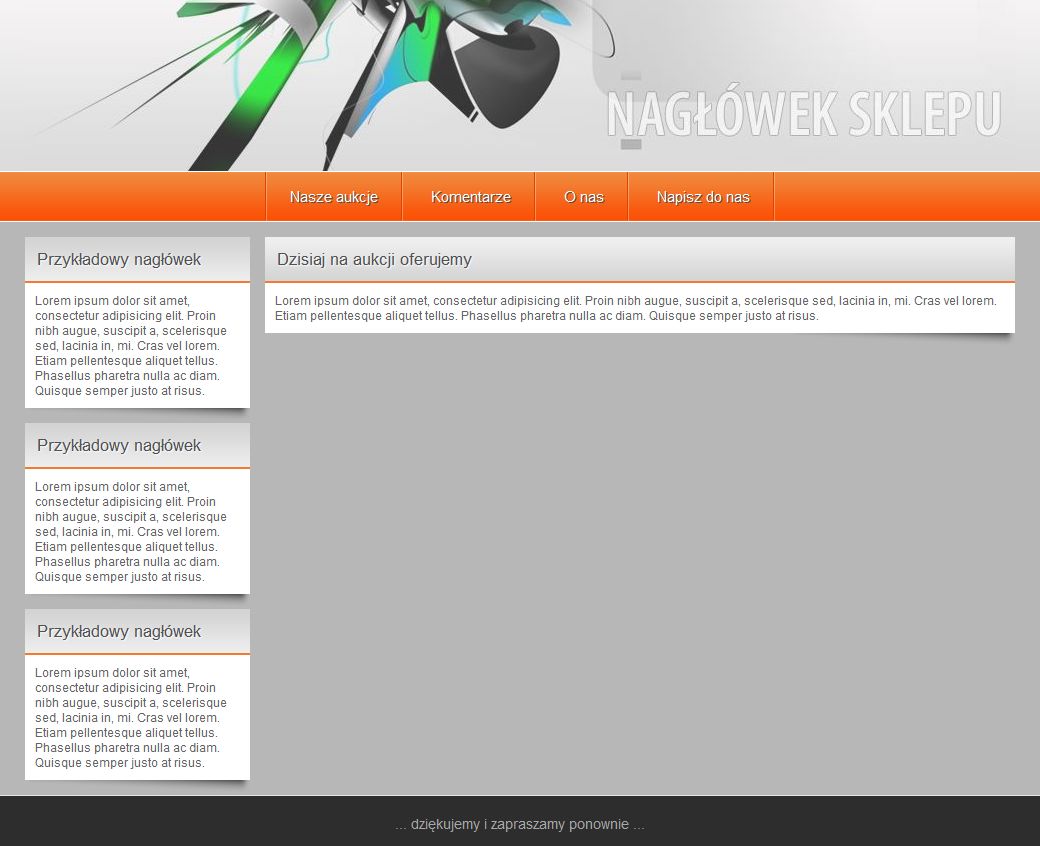 NAGŁÓWEK SKLEPU
Nasze aukcje
Komentarze
O nas
Napisz do nas
Przykładowy nagłówek
Lorem ipsum dolor sit amet,
consectetur adipisicing elit. Proin
nibh augue, suscipit a, scelerisque
sed, lacinia in, mi. Cras vel lorem.
Etiam pellentesque aliquet tellus.
Phasellus pharetra nulla ac diam.
Quisque semper justo at risus.
Przykładowy nagłówek
Lorem ipsum dolor sit amet,
consectetur adipisicing elit. Proin
nibh augue, suscipit a, scelerisque
sed, lacinia in, mi. Cras vel lorem.
Etiam pellentesque aliquet tellus.
Phasellus pharetra nulla ac diam.
Quisque semper justo at risus.
Przykładowy nagłówek
Lorem ipsum dolor sit amet,
consectetur adipisicing elit. Proin
nibh augue, suscipit a, scelerisque
sed, lacinia in, mi. Cras vel lorem.
Etiam pellentesque aliquet tellus.
Phasellus pharetra nulla ac diam.
Quisque semper justo at risus.
Dzisiaj na aukcji oferujemy
Lorem ipsum dolor sit amet, consectetur adipisicing elit. Proin nibh augue, suscipit a, scelerisque sed, lacinia in, mi. Cras vel lorem.
Etiam pellentesque aliquet tellus. Phasellus pharetra nulla ac diam. Quisque semper justo at risus.
... dziękujemy i zapraszamy ponownie ...